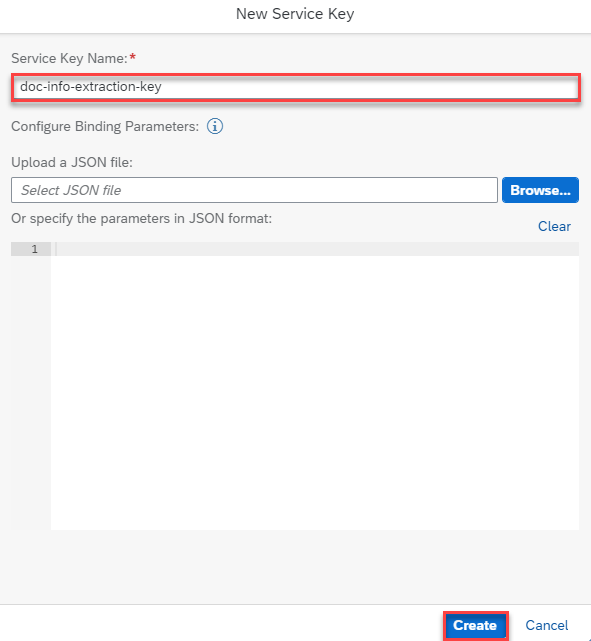 New Service Key
Service Key Name:*
doc-info-extraction-key
Configure Binding Parameters: i
Upload a JSON file:
Select JSON file Browse...
Or specify the parameters in JSON format:
Clear
1
Create Cancel